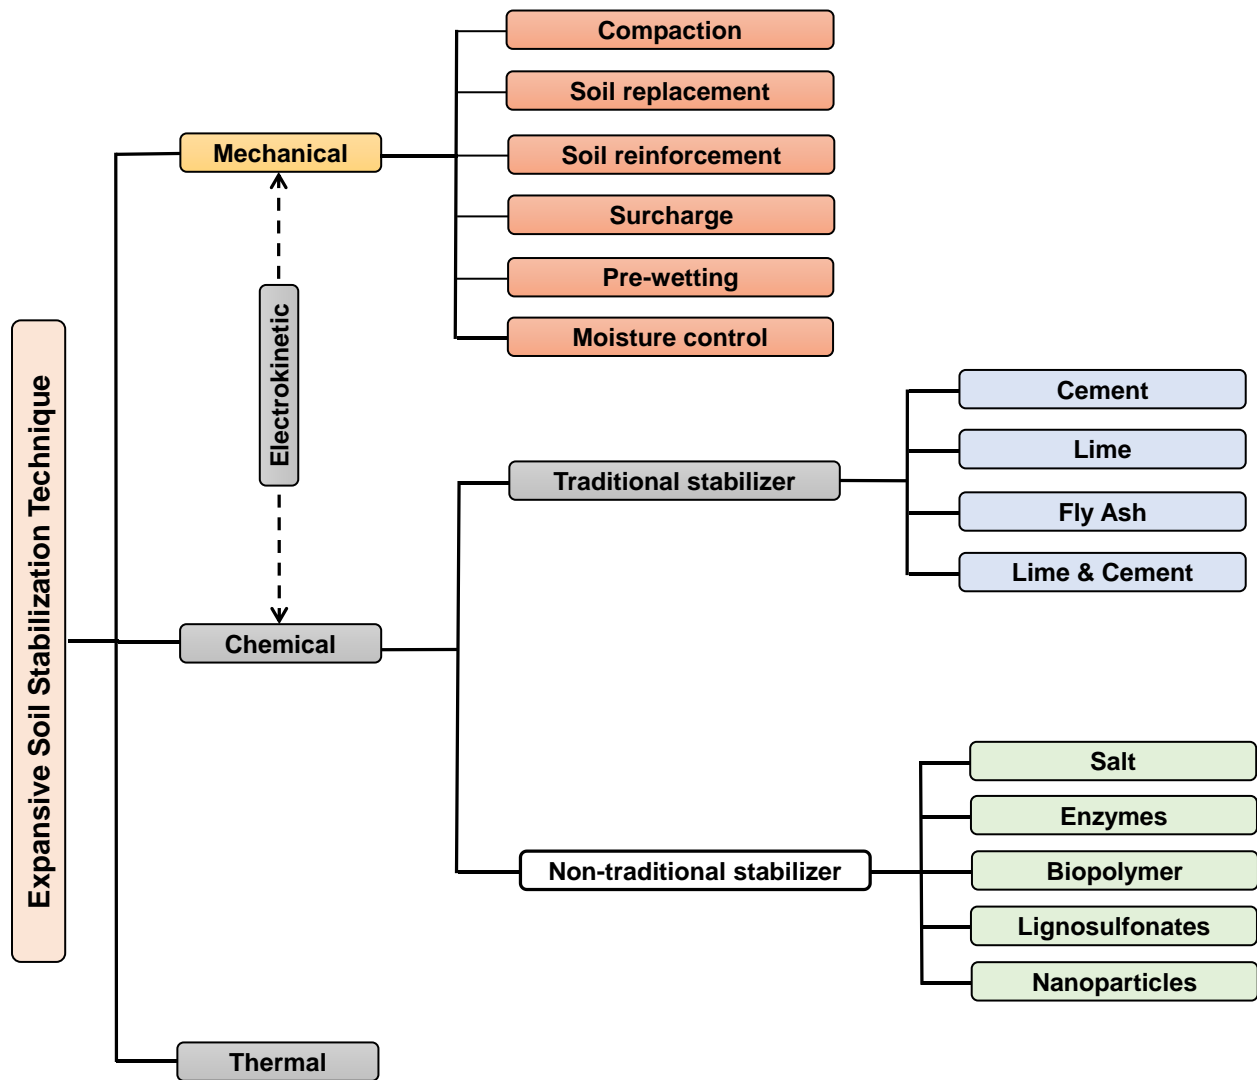 Expansive Soil Stabilization Technique
Mechanical
Compaction
Soil replacement
Soil reinforcement
Surcharge
Pre-wetting
Moisture control
Electrokinetic
Chemical
Traditional stabilizer
Cement
Lime
Fly Ash
Lime & Cement
Non-traditional stabilizer
Salt
Enzymes
Biopolymer
Lignosulfonates
Nanoparticles
Thermal